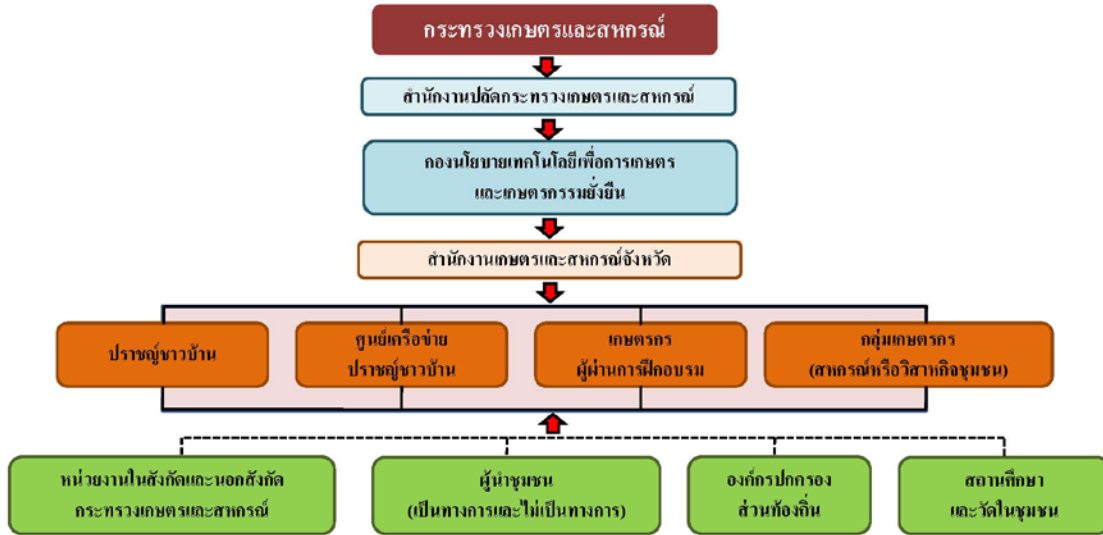 กระทรวงเกษตรและสหกรณ์
สำนักงานปลัดกระทรวงเกษตรและสหกรณ์
กองนโยบายเทคโนโลยีเพื่อการเกษตร
และเกษตรกรรมยั่งยืน
สำนักงานเกษตรและสหกรณ์จังหวัด
ปราชญ์ชาวบ้าน
ศูนย์เครือข่าย
ปราชญ์ชาวบ้าน
เกษตรกร
ผู้ผ่านการฝึกอบรม
กลุ่มเกษตรกร
(สหกรณ์หรือวิสาหกิจชุมชน)
หน่วยงานในสังกัดและนอกสังกัด
กระทรวงเกษตรและสหกรณ์
ผู้นำชุมชน
(เป็นทางการและไม่เป็นทางการ)
องค์กรปกครอง
ส่วนท้องถิ่น
สถานศึกษา
และวัดในชุมชน